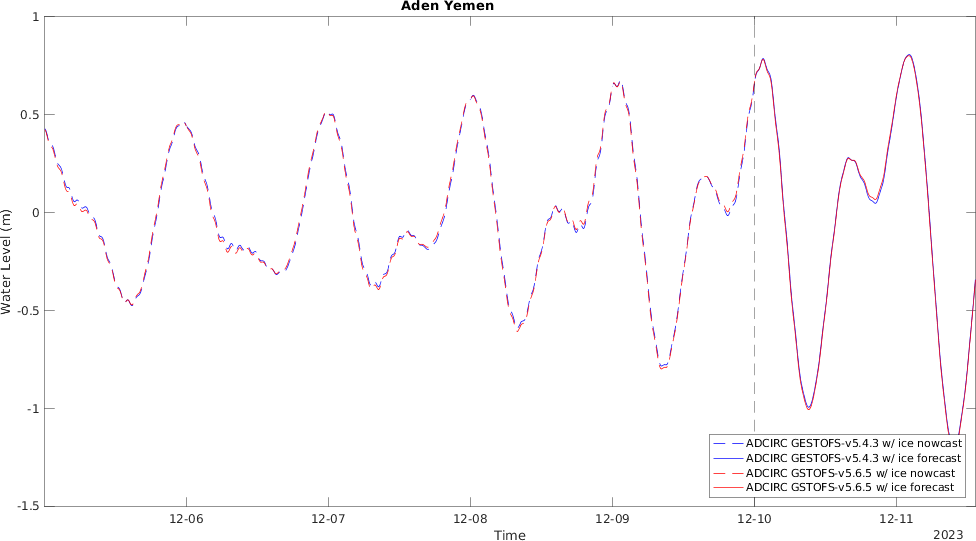 Aden Yemen
1
0.5
0
-0.5
-1
-1.5
Water Level (m)
ADCIRC GESTOFS-v5.4.3 w/ ice nowcast
ADCIRC GESTOFS-v5.4.3 w/ ice forecast
ADCIRC GSTOFS-v5.6.5 w/ ice nowcast
ADCIRC GSTOFS-v5.6.5 w/ ice forecast
12-06 12-07 12-08 12-09 12-10 12-11
Time
2023